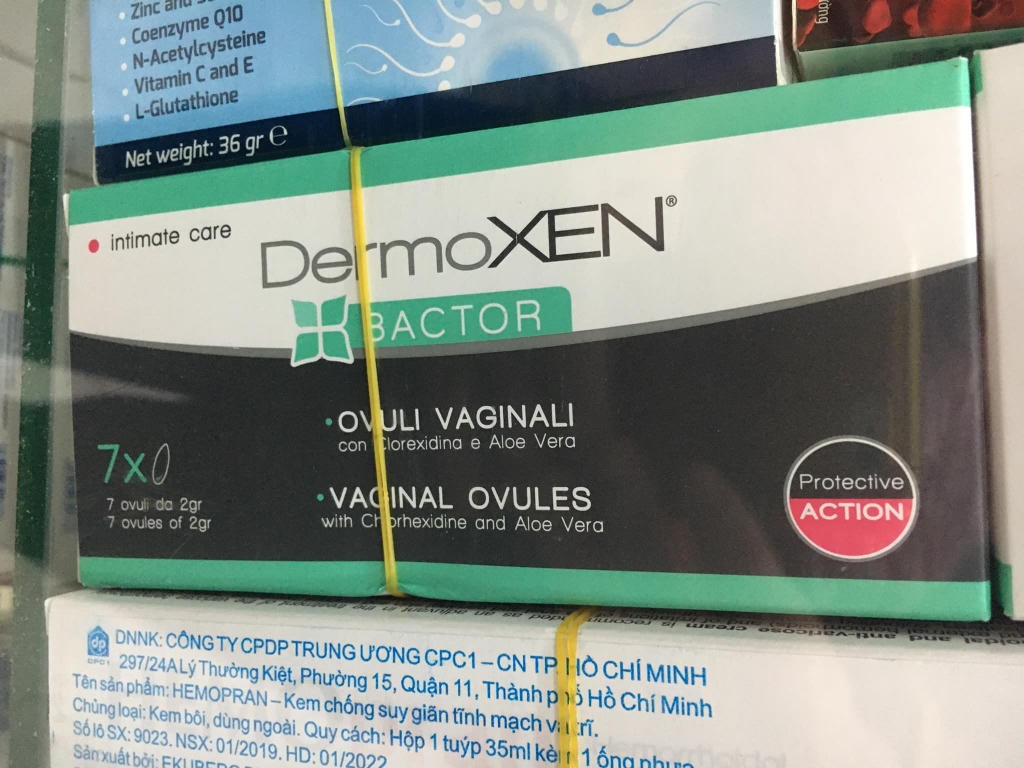 Zinc and
Coenzyme Q10
N-Acetylcysteine
Vitamin C and E
L-Glutathione
Net weight: 36 gr ℮
intimate care
DermoXEN®
BACTOR
OVULI VAGINALI
con Clorexidina e Aloe Vera
7x
7 ovuli da 2gr
7 ovules of 2gr
VAGINAL OVULES
with Chlorhexidine and Aloe Vera
Protective
ACTION
dp
CPC1
DNNK: CÔNG TY CPDP TRUNG ƯƠNG CPC1 – CN TP HỒ CHÍ MINH
297/24A Lý Thường Kiệt, Phường 15, Quận 11, Thành phố Hồ Chí Minh
Tên sản phẩm: HEMOPRAN – Kem chống suy giãn tĩnh mạch và trĩ.
Chủng loại: Kem bôi, dùng ngoài. Quy cách: Hộp 1 tuýp 35ml kèm 1 ống
Số lô SX: 9023. NSX: 01/2019. HD: 01/2022
Sản xuất bởi: